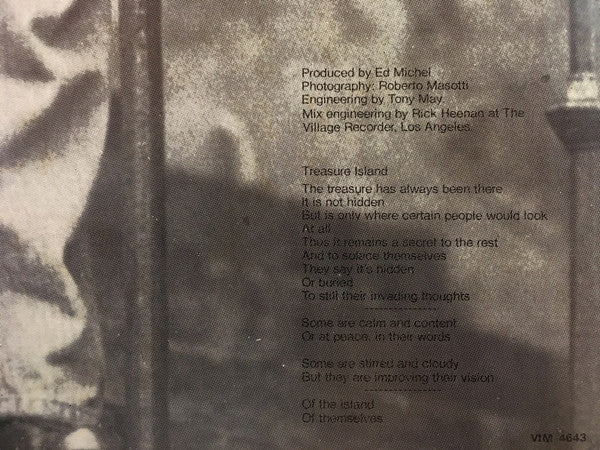 Produced by Ed Michel
Photography: Roberto Masotti
Engineering by Tony May.
Mix engineering by Rick Heenan at The
Village Recorder, Los Angeles.
Treasure Island
The treasure has always been there
It is not hidden
But is only where certain people would look
At all
Thus it remains a secret to the rest
And to solace themselves
They say it's hidden
Or buried
To still their invading thoughts
---------------
Some are calm and content
Or at peace, in their words
Some are stirred and cloudy
But they are improving their vision
---------------
Of the island
Of themselves
VIM 4643